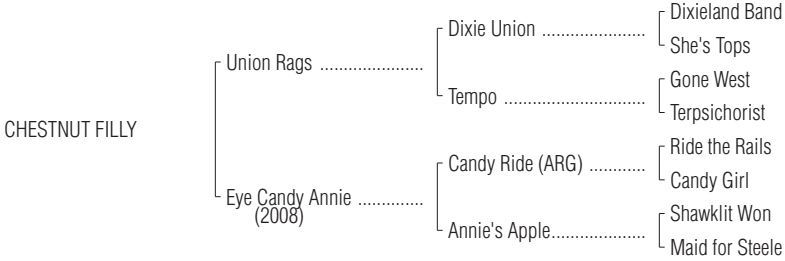 Dixieland Band
Dixie Union ......................
She's Tops
Union Rags ......................
Gone West
Tempo ..............................
Terpsichorist
CHESTNUT FILLY
Ride the Rails
Candy Ride (ARG) ............
Candy Girl
Eye Candy Annie ..............
(2008)
Shawklit Won
Annie's Apple....................
Maid for Steele